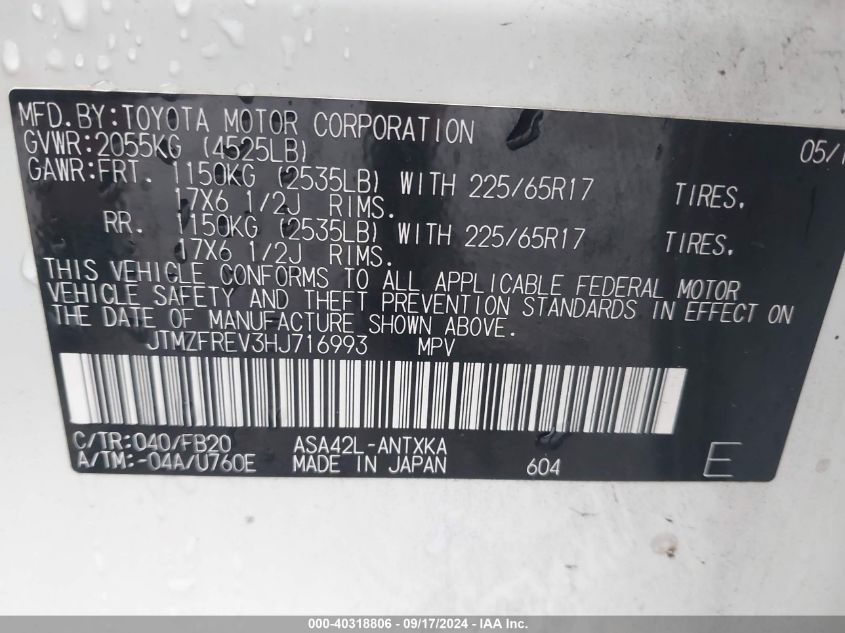 MFD.BY:TOYOTA MOTOR CORPORATION 05/1
GVWR:2055KG (4525LB)
GAWR:FRT. 1150KG (2535LB) WITH 225/65R17 TIRES,
17X6 1/2J RIMS.
RR. 1150KG (2535LB) WITH 225/65R17 TIRES,
17X6 1/2J RIMS.
THIS VEHICLE CONFORMS TO ALL APPLICABLE FEDERAL MOTOR
VEHICLE SAFETY AND THEFT PREVENTION STANDARDS IN EFFECT ON
THE DATE OF MANUFACTURE SHOWN ABOVE.
JTMZFREV3HJ716993 MPV
C/TR:040/FB20 ASA42L-ANTXKA
A/TM:-04A/U760E MADE IN JAPAN 604 E
000-40318806 - 09/17/2024 - IAA Inc.